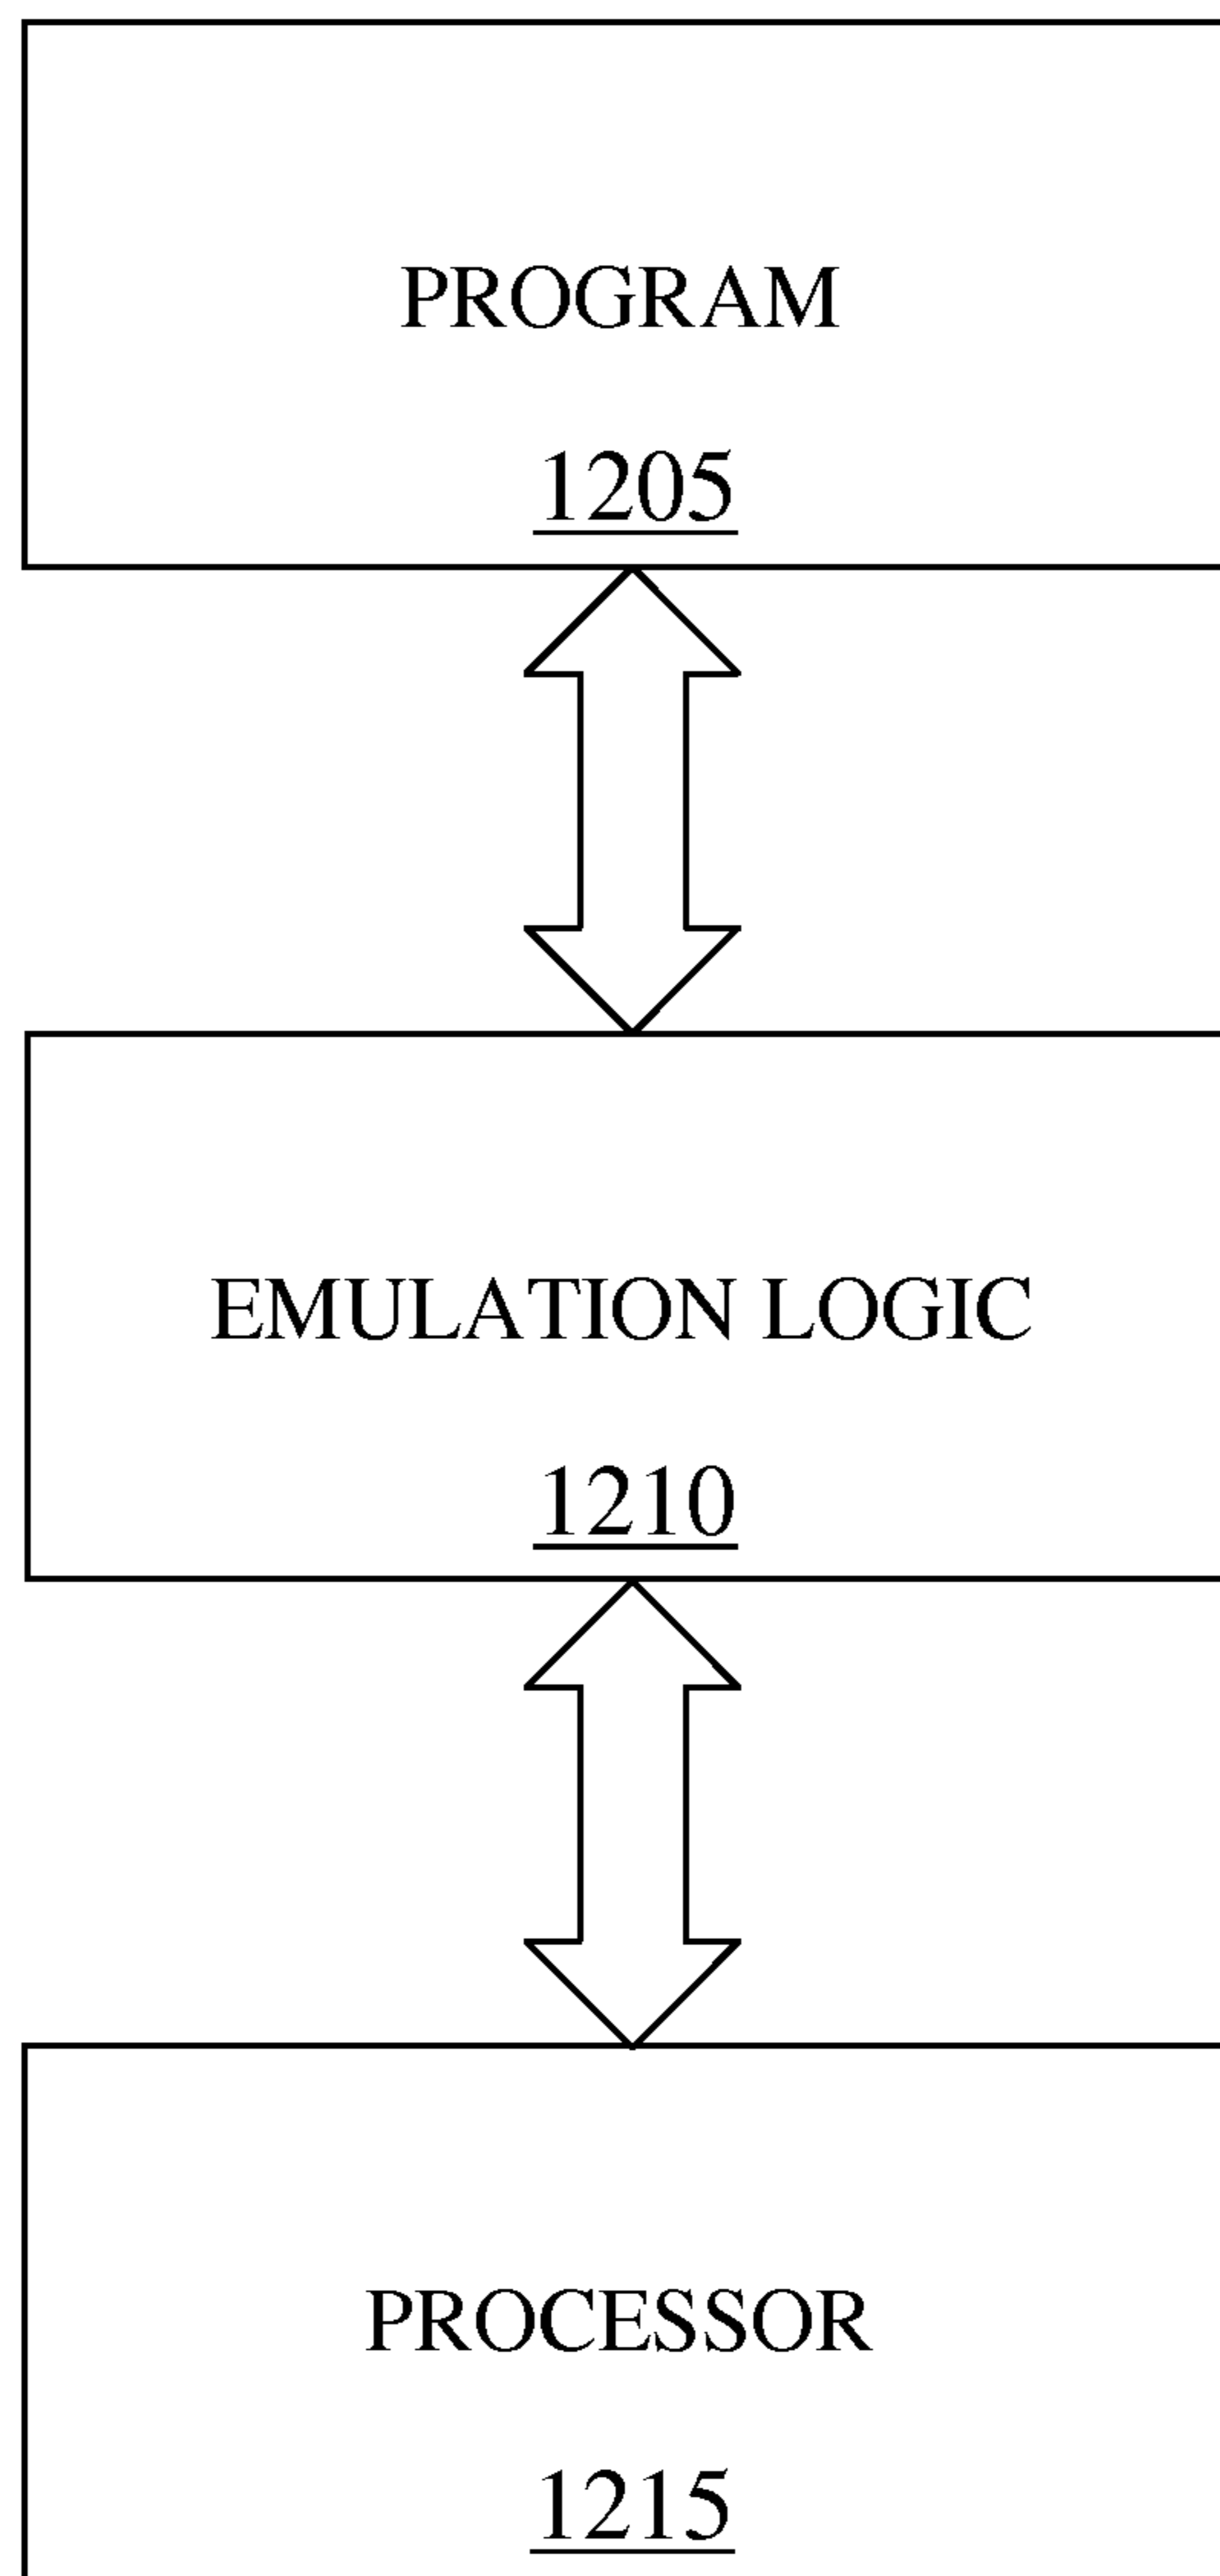 PROGRAM
1205
EMULATION LOGIC
1210
PROCESSOR
1215